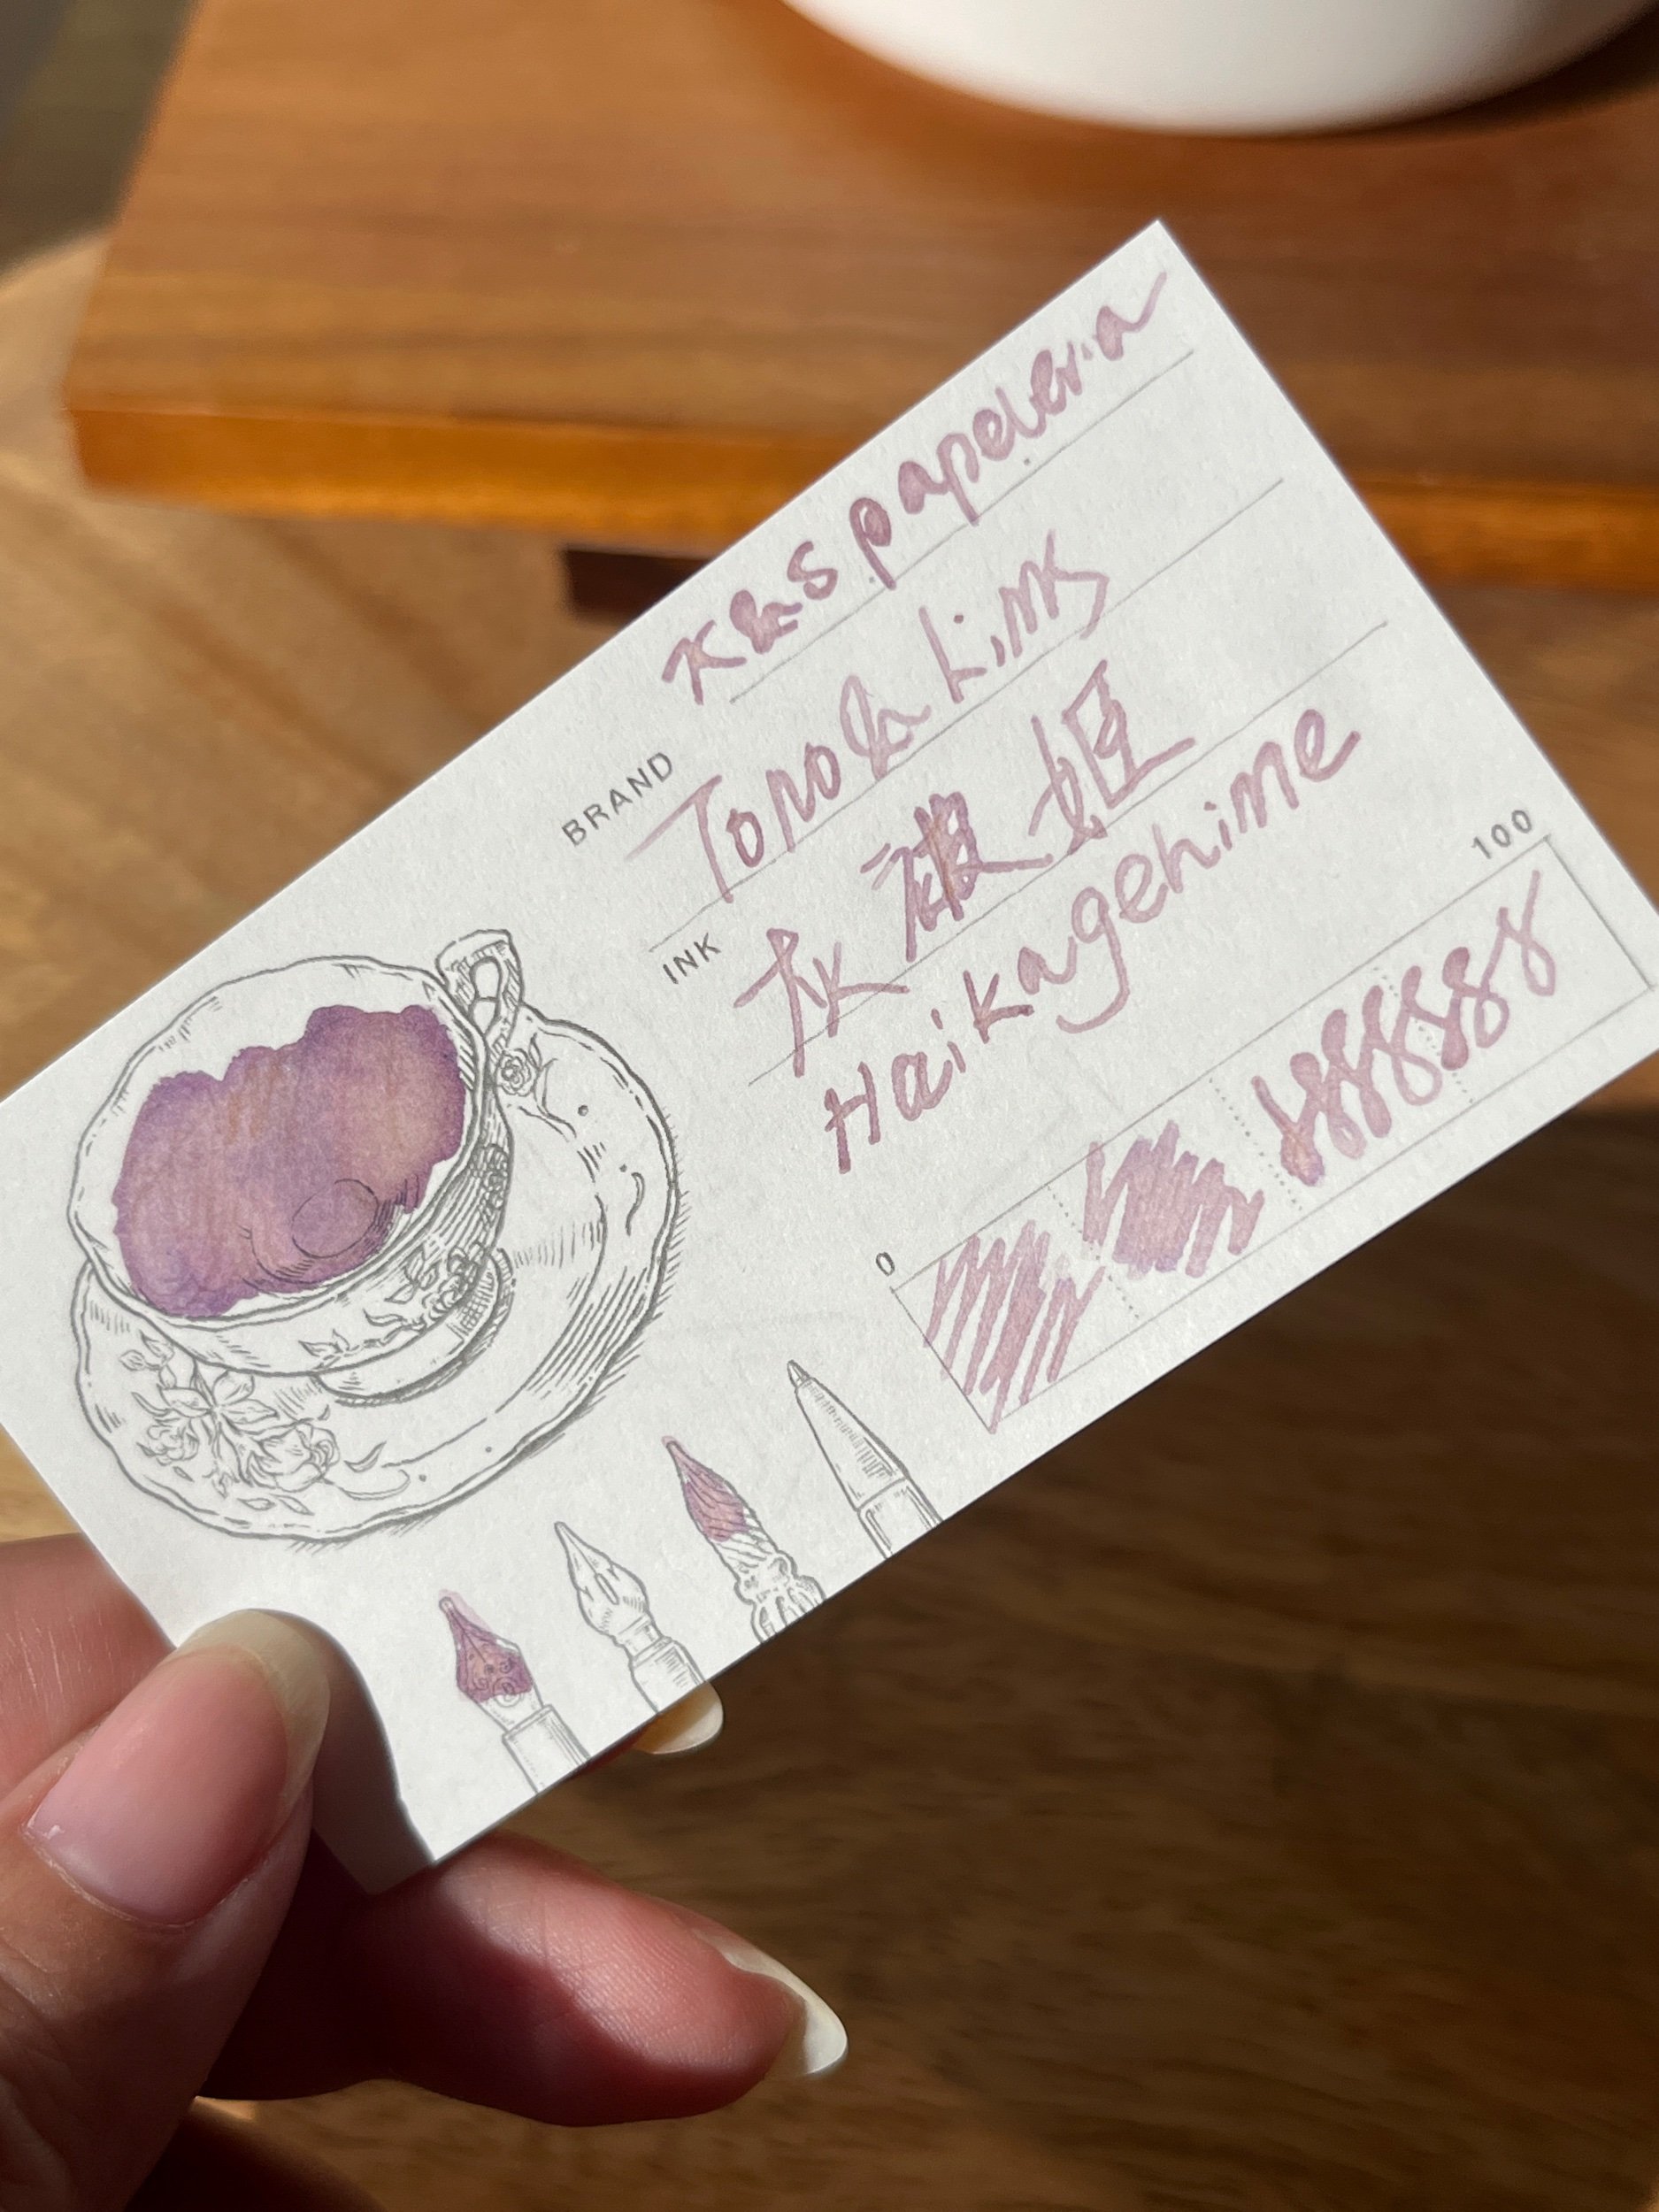 BRAND K&S papeleria
Tono & Lims
INK 灰被姫
Haikagehime
0 100